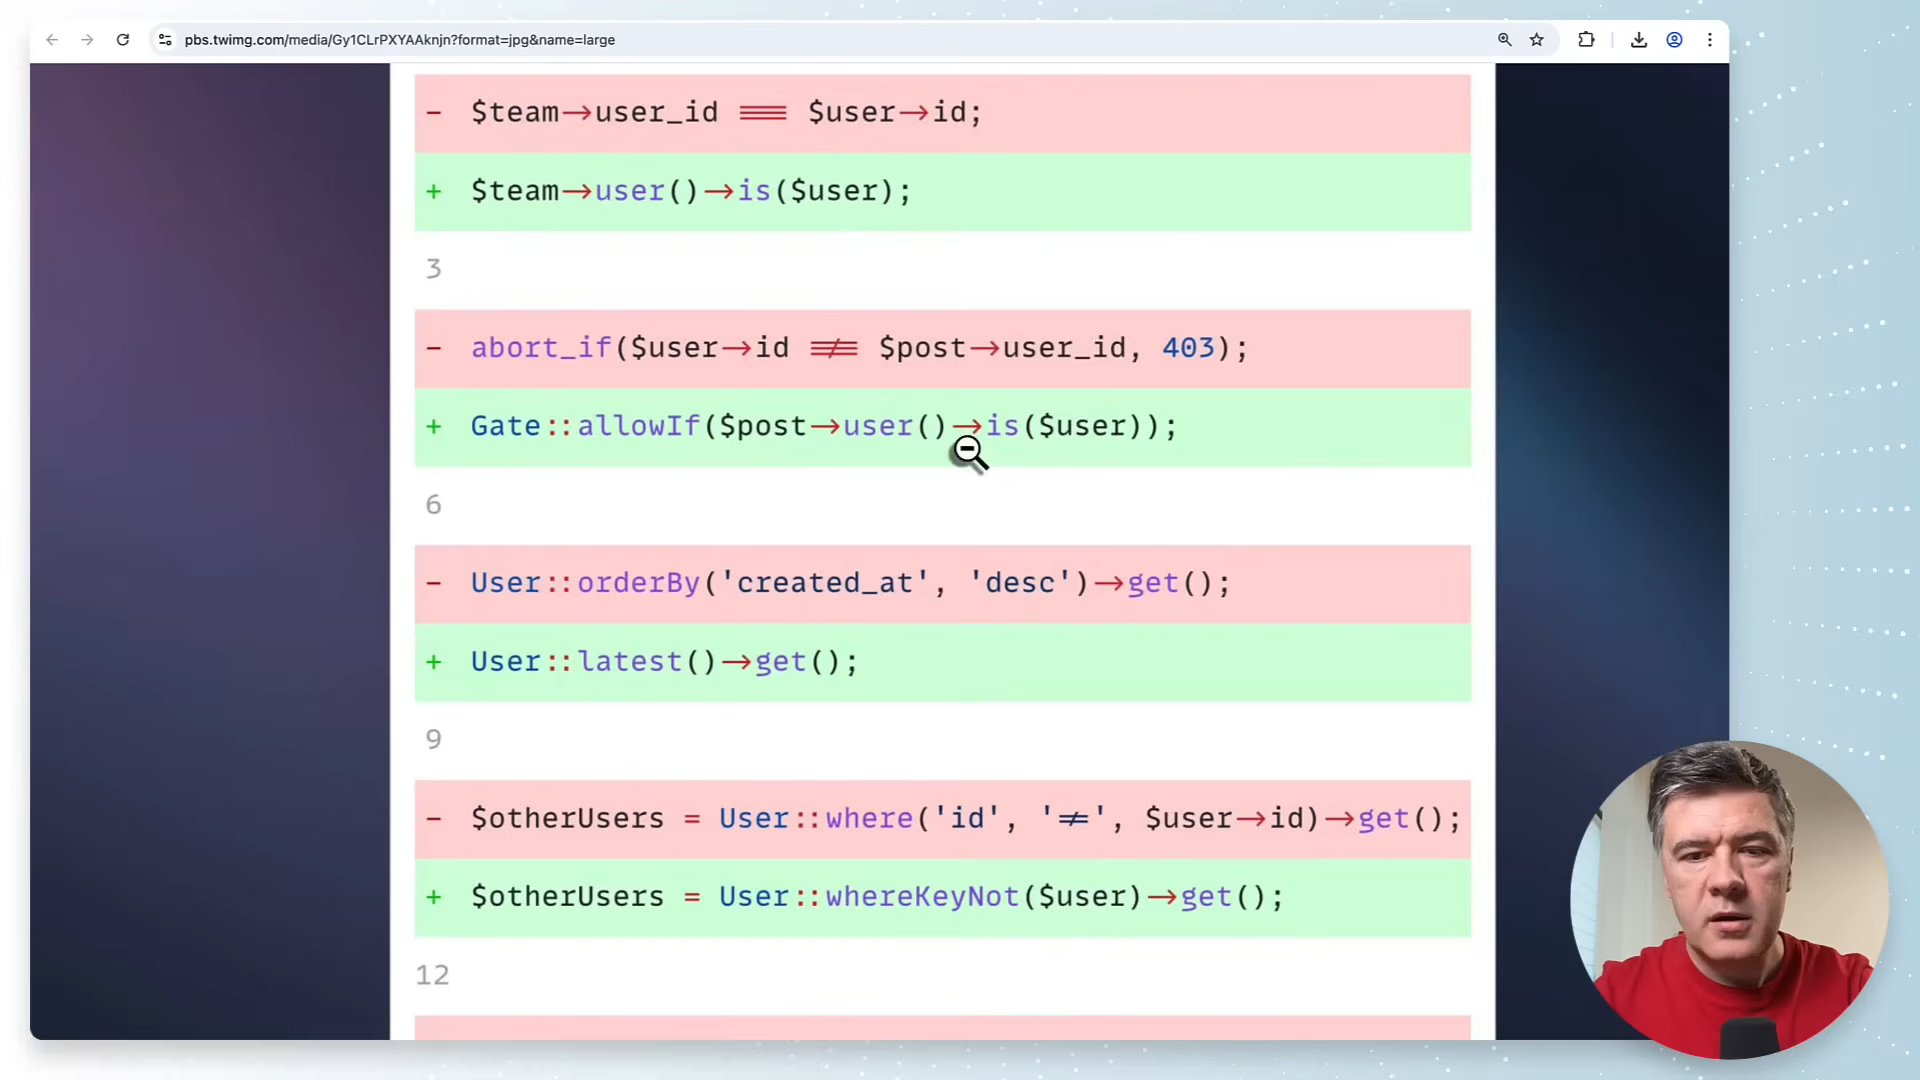 pbs.twimg.com/media/Gy1CLrPXYAAknjn?format=jpg&name=large
- $team->user_id === $user->id;
+ $team->user()->is($user);
3
- abort_if($user->id !== $post->user_id, 403);
+ Gate::allowIf($post->user()->is($user));
6
- User::orderBy('created_at', 'desc')->get();
+ User::latest()->get();
9
- $otherUsers = User::where('id', '!=', $user->id)->get();
+ $otherUsers = User::whereKeyNot($user)->get();
12